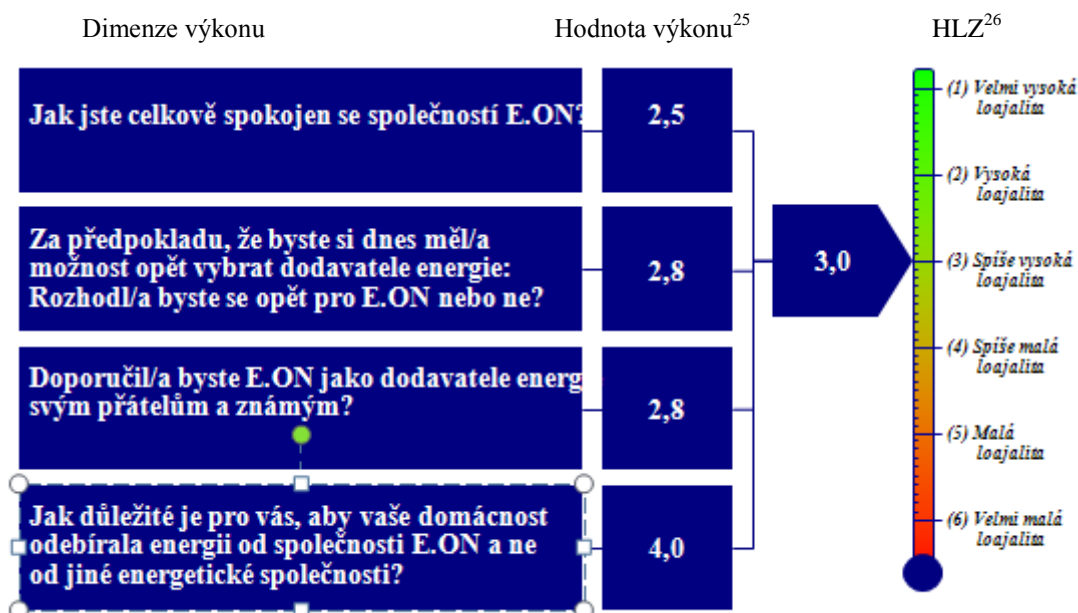 Dimenze výkonu
Hodnota výkonu25
HLZ26
Jak jste celkově spokojen se společností E.ON?
2,5
Za předpokladu, že byste si dnes měl/a
možnost opět vybrat dodavatele energie:
Rozhodl/a byste se opět pro E.ON nebo ne?
2,8
Doporučil/a byste E.ON jako dodavatele energ
svým přátelům a známým?
2,8
Jak důležité je pro vás, aby vaše domácnost
odebírala energii od společnosti E.ON a ne
od jiné energetické společnosti?
4,0
3,0
(1) Velmi vysoká
loajalita
(2) Vysoká
loajalita
(3) Spíše vysoká
loajalita
(4) Spíše malá
loajalita
(5) Malá
loajalita
(6) Velmi malá
loajalita